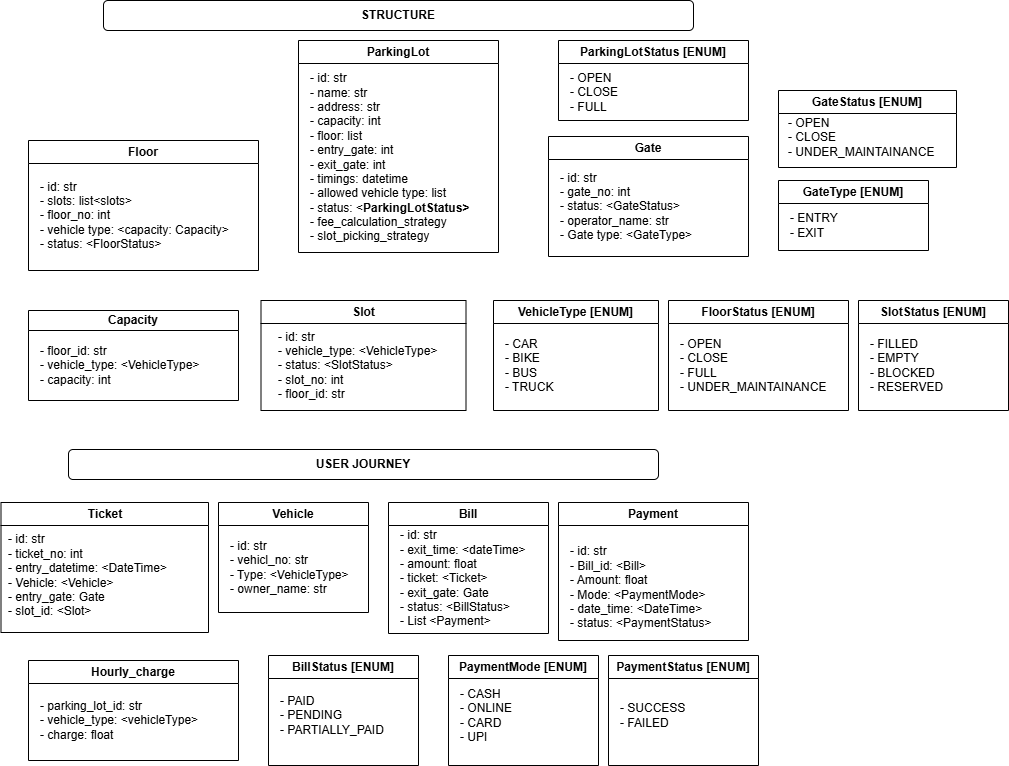 STRUCTURE
ParkingLot
- id: str
- name: str
- address: str
- capacity: int
- floor: list
- entry_gate: int
- exit_gate: int
- timings: datetime
- allowed vehicle type: list
- status: <ParkingLotStatus>
- fee_calculation_strategy
- slot_picking_strategy
ParkingLotStatus [ENUM]
- OPEN
- CLOSE
- FULL
GateStatus [ENUM]
- OPEN
- CLOSE
- UNDER_MAINTAINANCE
Floor
- id: str
- slots: list<slots>
- floor_no: int
- vehicle type: <capacity: Capacity>
- status: <FloorStatus>
Gate
- id: str
- gate_no: int
- status: <GateStatus>
- operator_name: str
- Gate type: <GateType>
GateType [ENUM]
- ENTRY
- EXIT
Capacity
- floor_id: str
- vehicle_type: <VehicleType>
- capacity: int
Slot
- id: str
- vehicle_type: <VehicleType>
- status: <SlotStatus>
- slot_no: int
- floor_id: str
VehicleType [ENUM]
- CAR
- BIKE
- BUS
- TRUCK
FloorStatus [ENUM]
- OPEN
- CLOSE
- FULL
- UNDER_MAINTAINANCE
SlotStatus [ENUM]
- FILLED
- EMPTY
- BLOCKED
- RESERVED
USER JOURNEY
Ticket
- id: str
- ticket_no: int
- entry_datetime: <DateTime>
- Vehicle: <Vehicle>
- entry_gate: Gate
- slot_id: <Slot>
Vehicle
- id: str
- vehicl_no: str
- Type: <VehicleType>
- owner_name: str
Bill
- id: str
- exit_time: <dateTime>
- amount: float
- ticket: <Ticket>
- exit_gate: Gate
- status: <BillStatus>
- List <Payment>
Payment
- id: str
- Bill_id: <Bill>
- Amount: float
- Mode: <PaymentMode>
- date_time: <DateTime>
- status: <PaymentStatus>
Hourly_charge
- parking_lot_id: str
- vehicle_type: <vehicleType>
- charge: float
BillStatus [ENUM]
- PAID
- PENDING
- PARTIALLY_PAID
PaymentMode [ENUM]
- CASH
- ONLINE
- CARD
- UPI
PaymentStatus [ENUM]
- SUCCESS
- FAILED